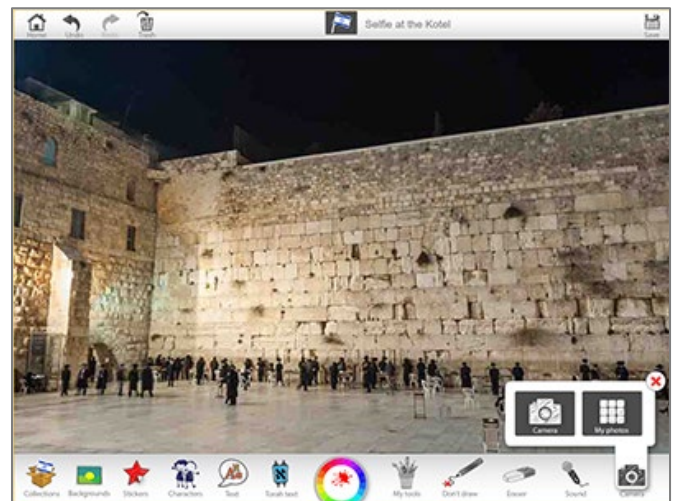 Home Undo Redo Trash Selfie at the Kotel Save
Camera My photos
Collections Backgrounds Stickers Characters Text Torah text My tools Don't draw Eraser Sound Camera